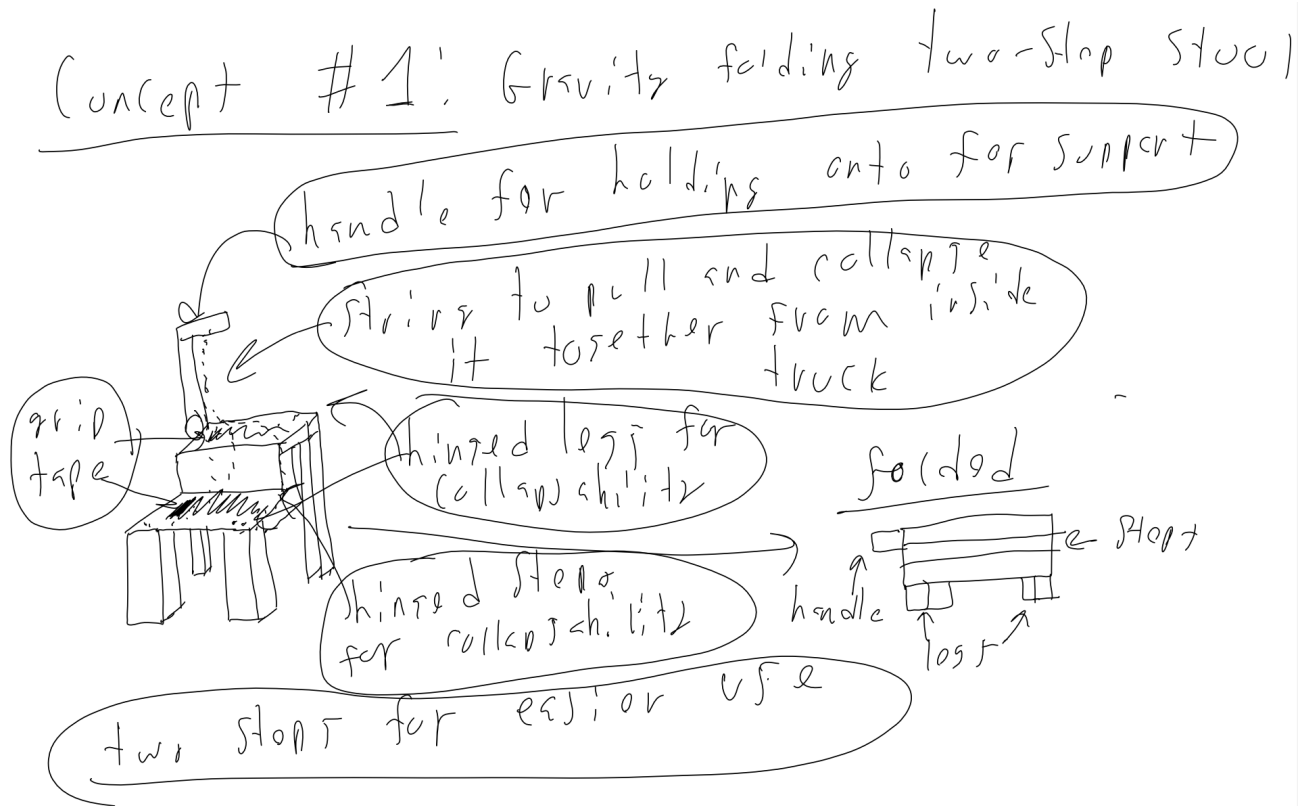 Concept #1: Gravity folding two-step stool
handle for holding onto for support
string to pull and collapse
it together from inside
truck
grip
tape
hinged legs for
collapsability
folded
steps
handle
legs
hinged steps
for collapsability
two steps for easier use